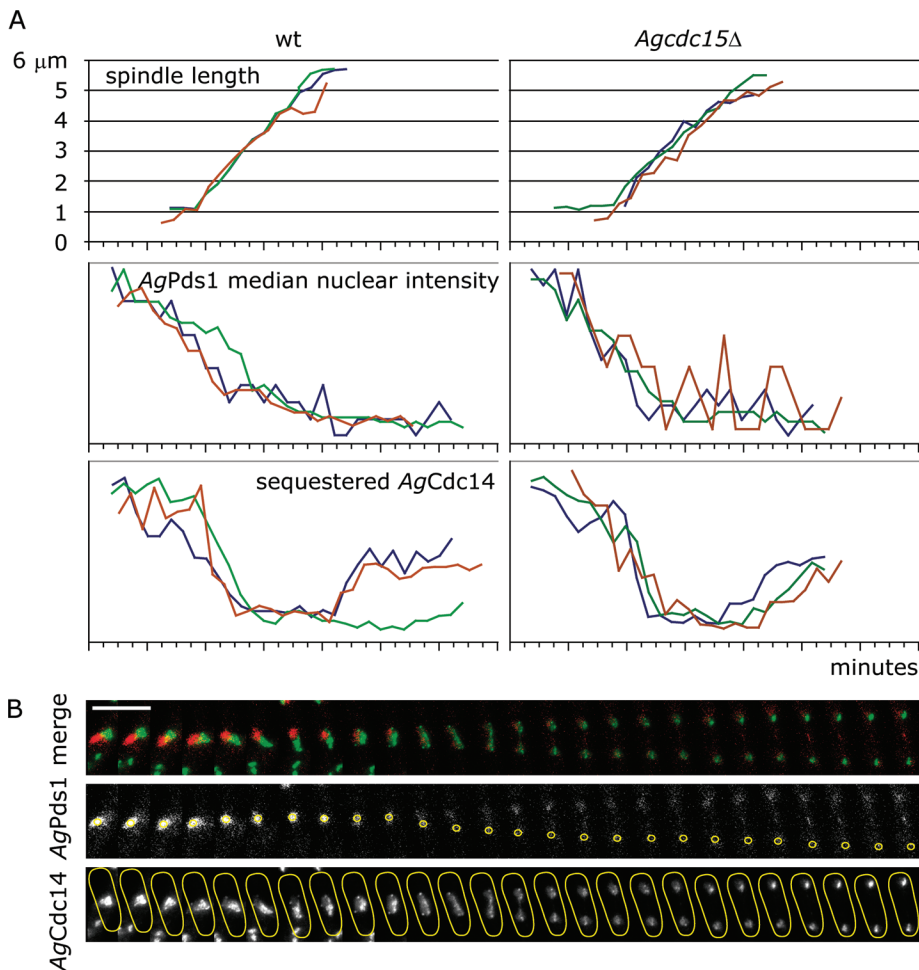 A
wt
Agcdc15Δ
6 μm
spindle length
5
4
3
2
1
0
AgPds1 median nuclear intensity
sequestered AgCdc14
minutes
B
merge
AgPds1
AgCdc14